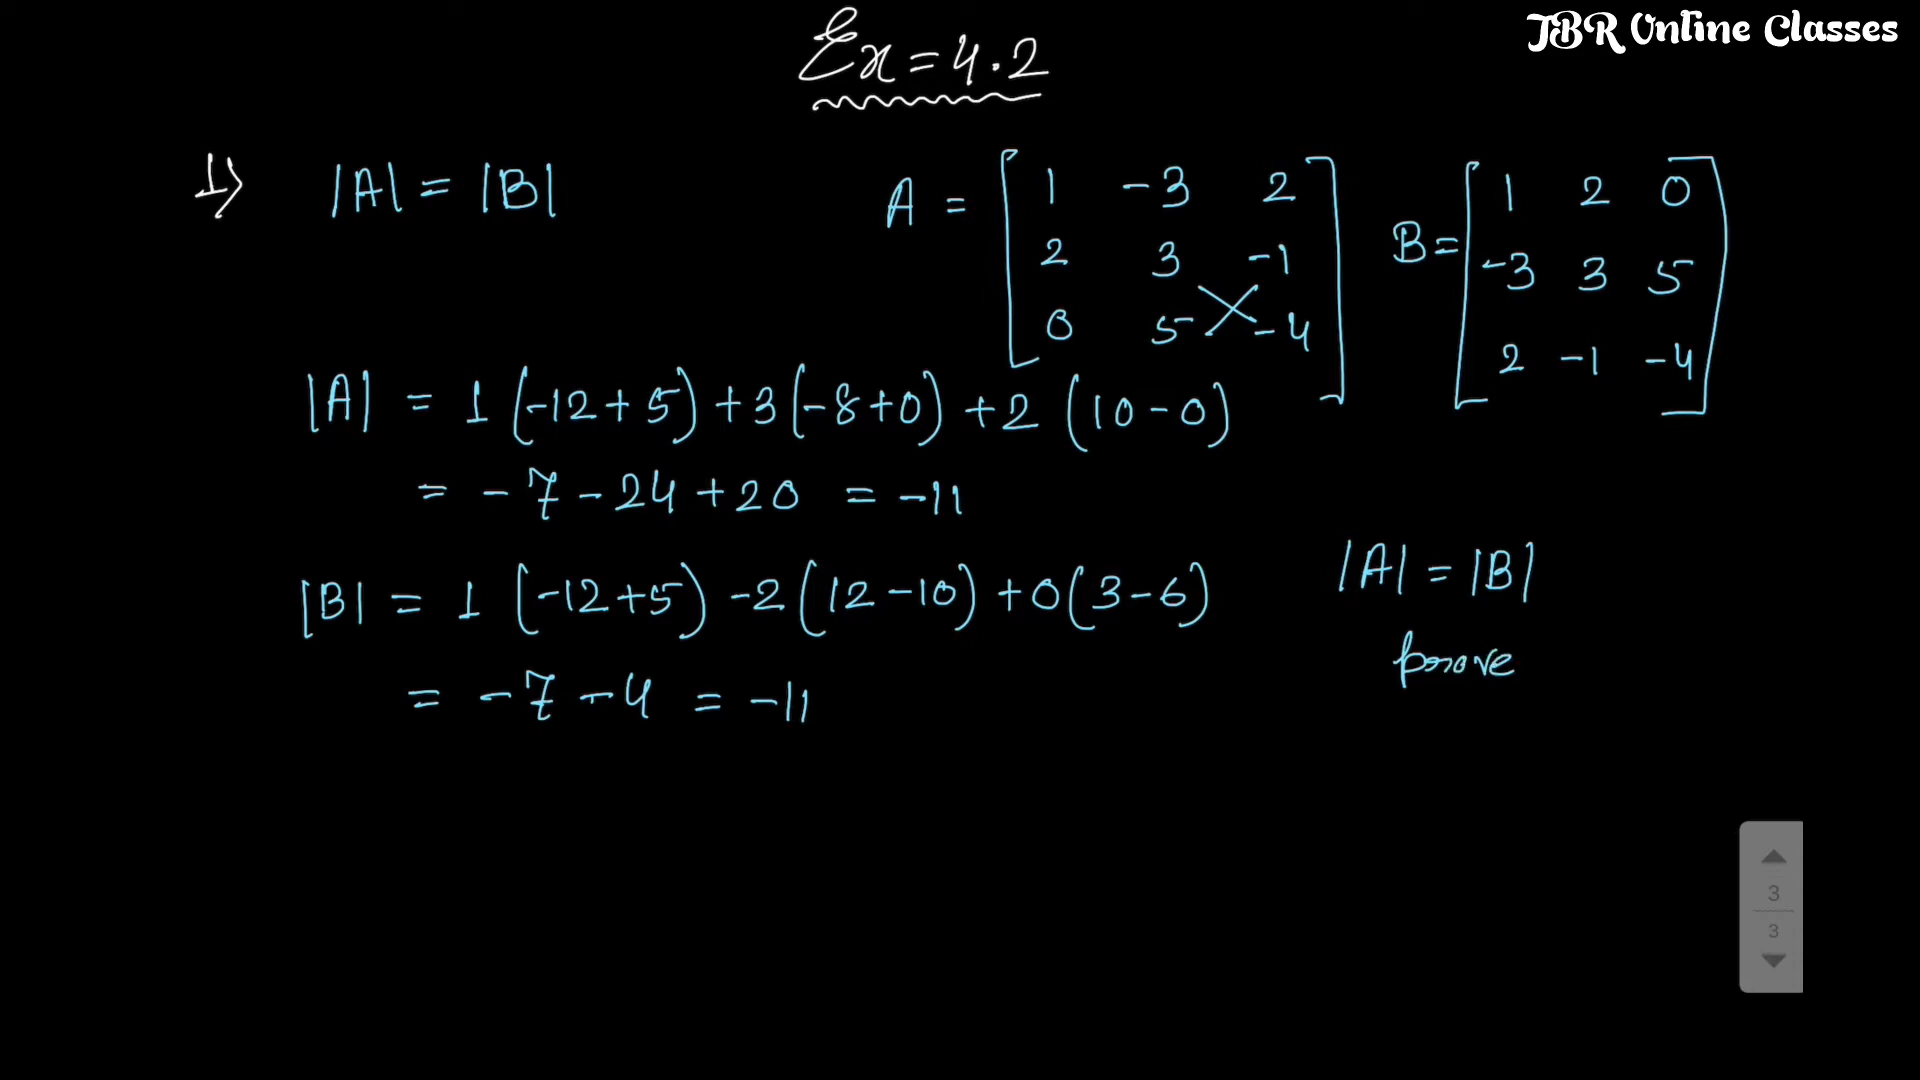 JBR Online Classes
Ex = 4.2
1) |A| = |B|
A = [ 1 -3 2
2 3 -1
0 5 -4 ]
B = [ 1 2 0
-3 3 5
2 -1 -4 ]
|A| = 1 (-12+5) +3 (-8+0) +2 (10-0)
= -7 -24 +20 = -11
|B| = 1 (-12+5) -2 (12-10) +0 (3-6)
= -7 -4 = -11
|A| = |B|
prove
3
3